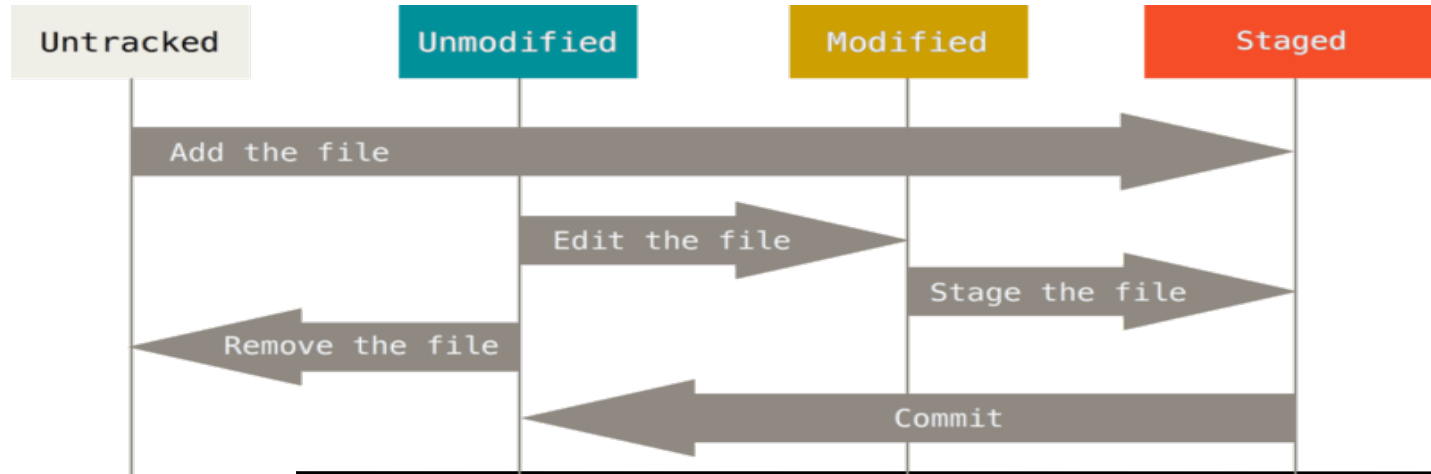 Untracked
Unmodified
Modified
Staged
Add the file
Edit the file
Stage the file
Remove the file
Commit